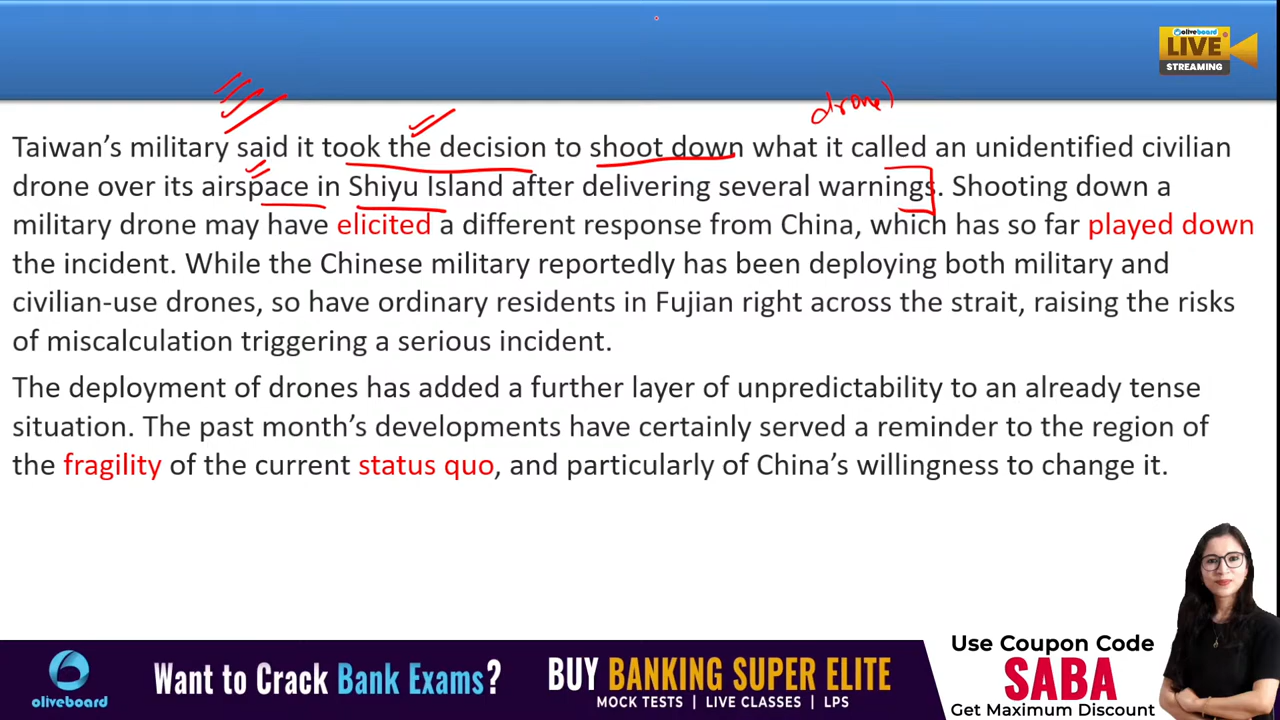 oliveboard
LIVE
STREAMING
drone)
Taiwan’s military said it took the decision to shoot down what it called an unidentified civilian
drone over its airspace in Shiyu Island after delivering several warnings. Shooting down a
military drone may have elicited a different response from China, which has so far played down
the incident. While the Chinese military reportedly has been deploying both military and
civilian-use drones, so have ordinary residents in Fujian right across the strait, raising the risks
of miscalculation triggering a serious incident.
The deployment of drones has added a further layer of unpredictability to an already tense
situation. The past month’s developments have certainly served a reminder to the region of
the fragility of the current status quo, and particularly of China’s willingness to change it.
oliveboard
Want to Crack Bank Exams?
BUY BANKING SUPER ELITE
MOCK TESTS | LIVE CLASSES | LPS
Use Coupon Code
SABA
Get Maximum Discount